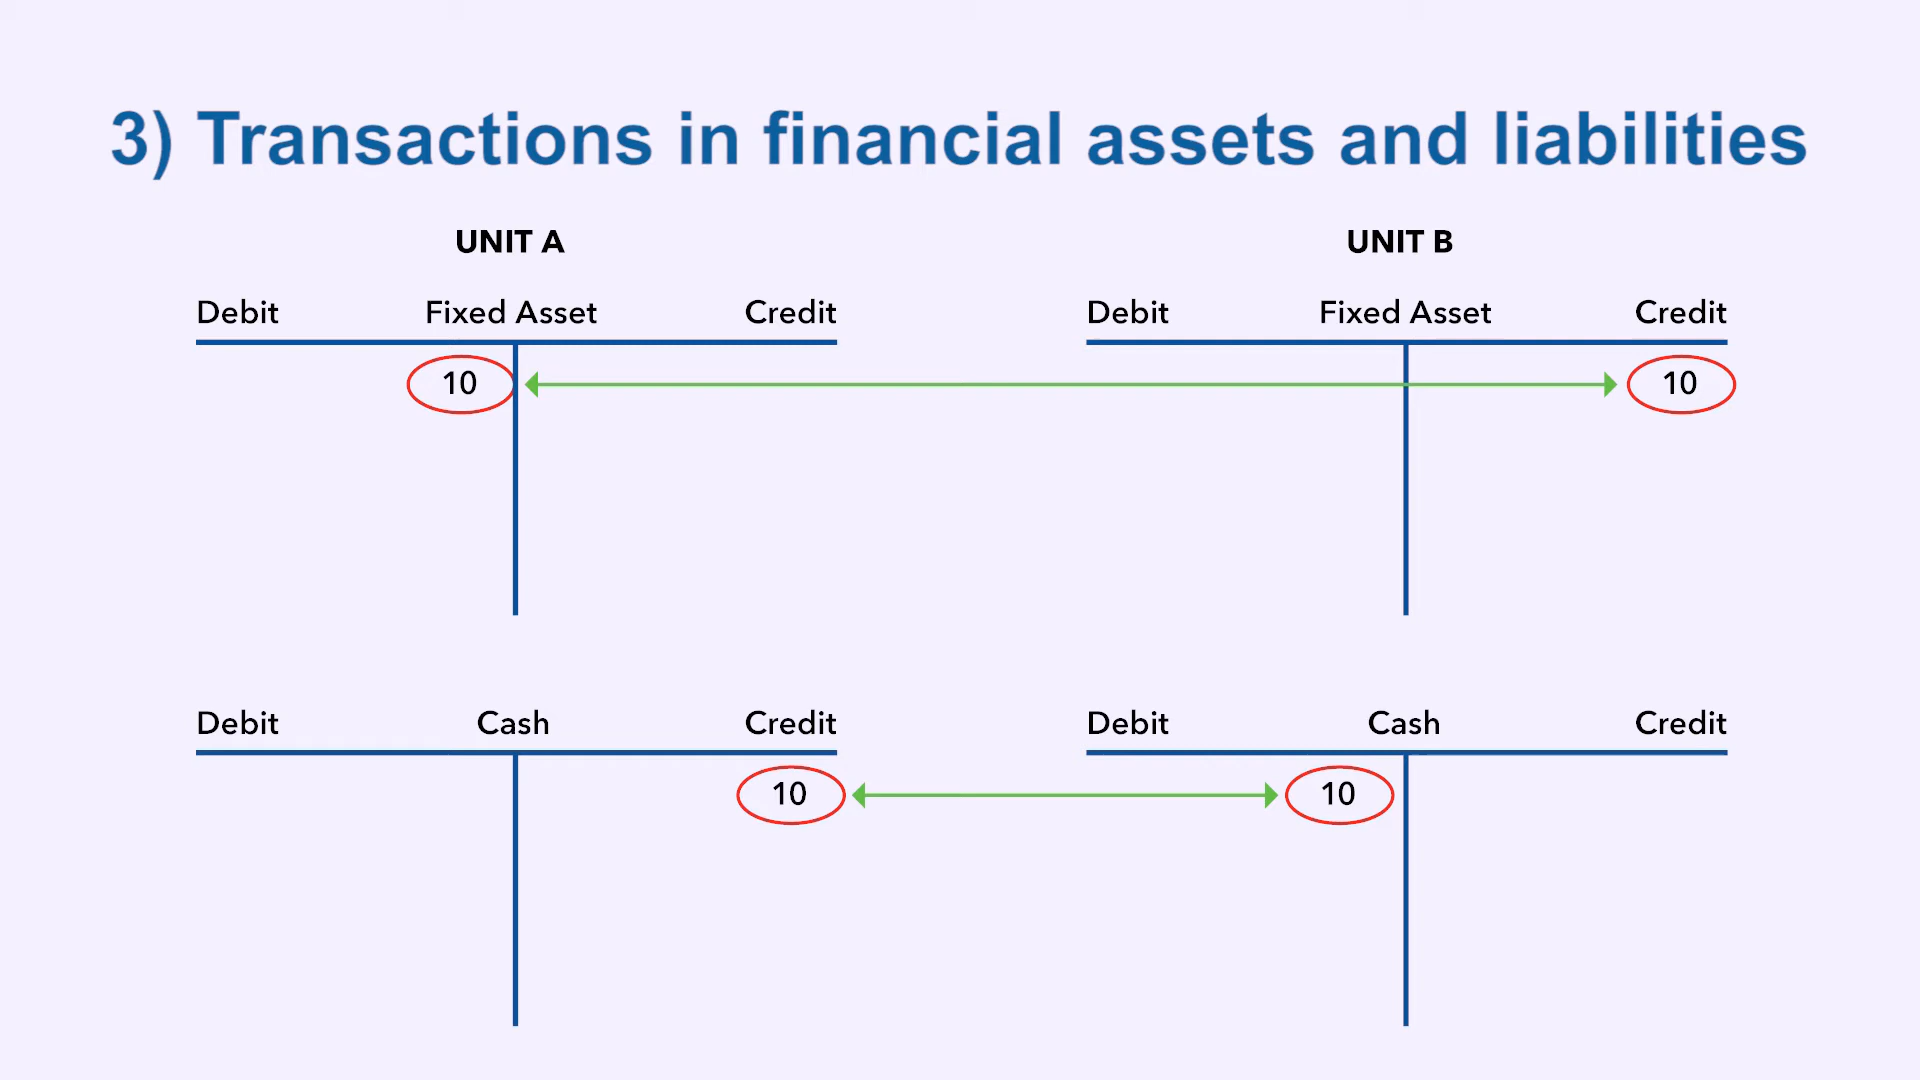 3) Transactions in financial assets and liabilities
UNIT A
UNIT B
Debit Fixed Asset Credit
Debit Fixed Asset Credit
10
10
Debit Cash Credit
Debit Cash Credit
10
10